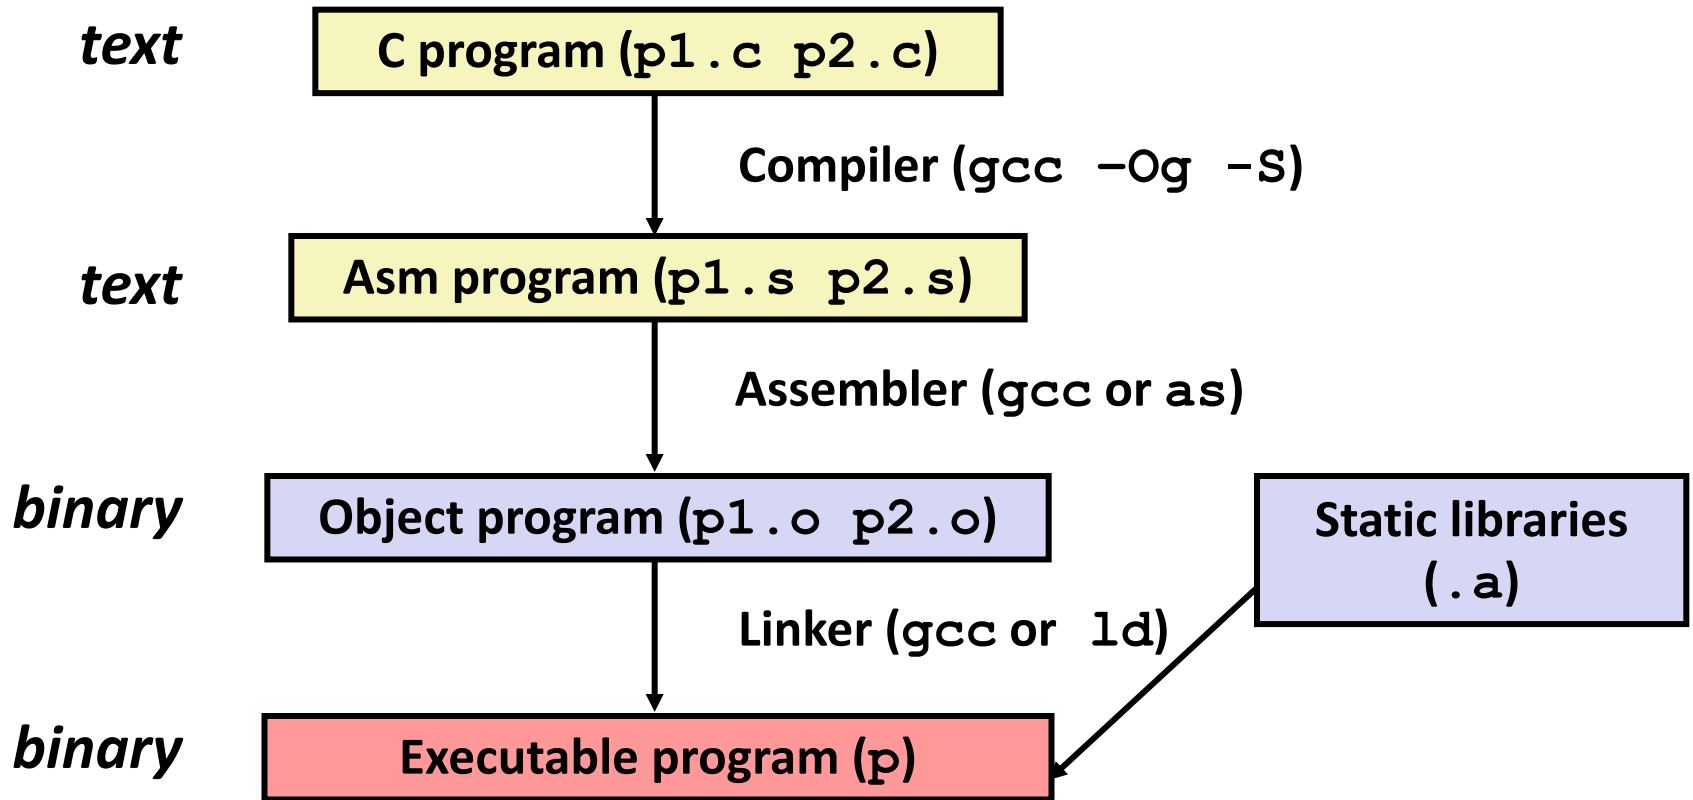 text
C program (p1.c p2.c)
Compiler (gcc –Og -S)
text
Asm program (p1.s p2.s)
Assembler (gcc or as)
binary
Object program (p1.o p2.o)
Static libraries
(.a)
Linker (gcc or ld)
binary
Executable program (p)